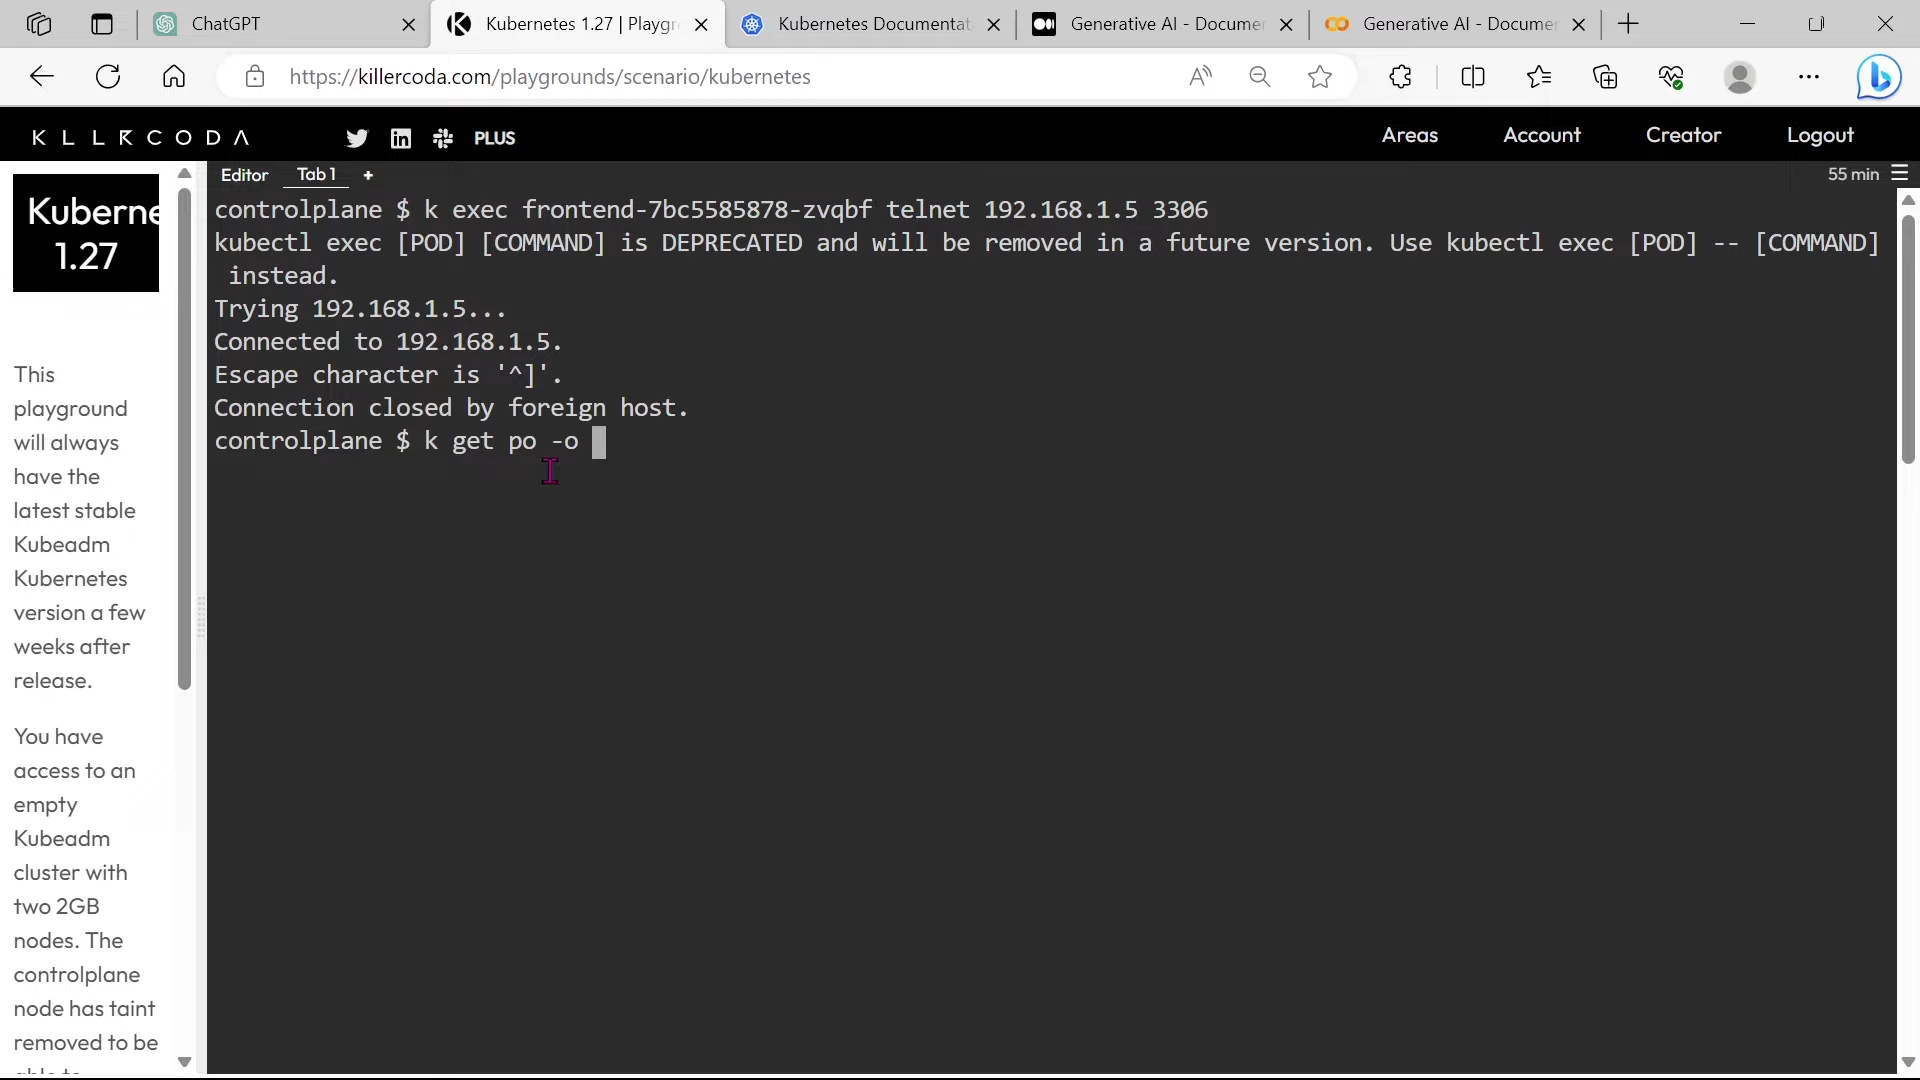 ChatGPT
Kubernetes 1.27 | Playgr
Kubernetes Documentat
Generative AI - Documen
Generative AI - Documen
https://killercoda.com/playgrounds/scenario/kubernetes
KLLRCODA
PLUS
Areas
Account
Creator
Logout
Editor
Tab 1
+
55 min
Kuberne
1.27
This
playground
will always
have the
latest stable
Kubeadm
Kubernetes
version a few
weeks after
release.
You have
access to an
empty
Kubeadm
cluster with
two 2GB
nodes. The
controlplane
node has taint
removed to be
able to
controlplane $ k exec frontend-7bc5585878-zvqbf telnet 192.168.1.5 3306
kubectl exec [POD] [COMMAND] is DEPRECATED and will be removed in a future version. Use kubectl exec [POD] -- [COMMAND]
instead.
Trying 192.168.1.5...
Connected to 192.168.1.5.
Escape character is '^]'.
Connection closed by foreign host.
controlplane $ k get po -o